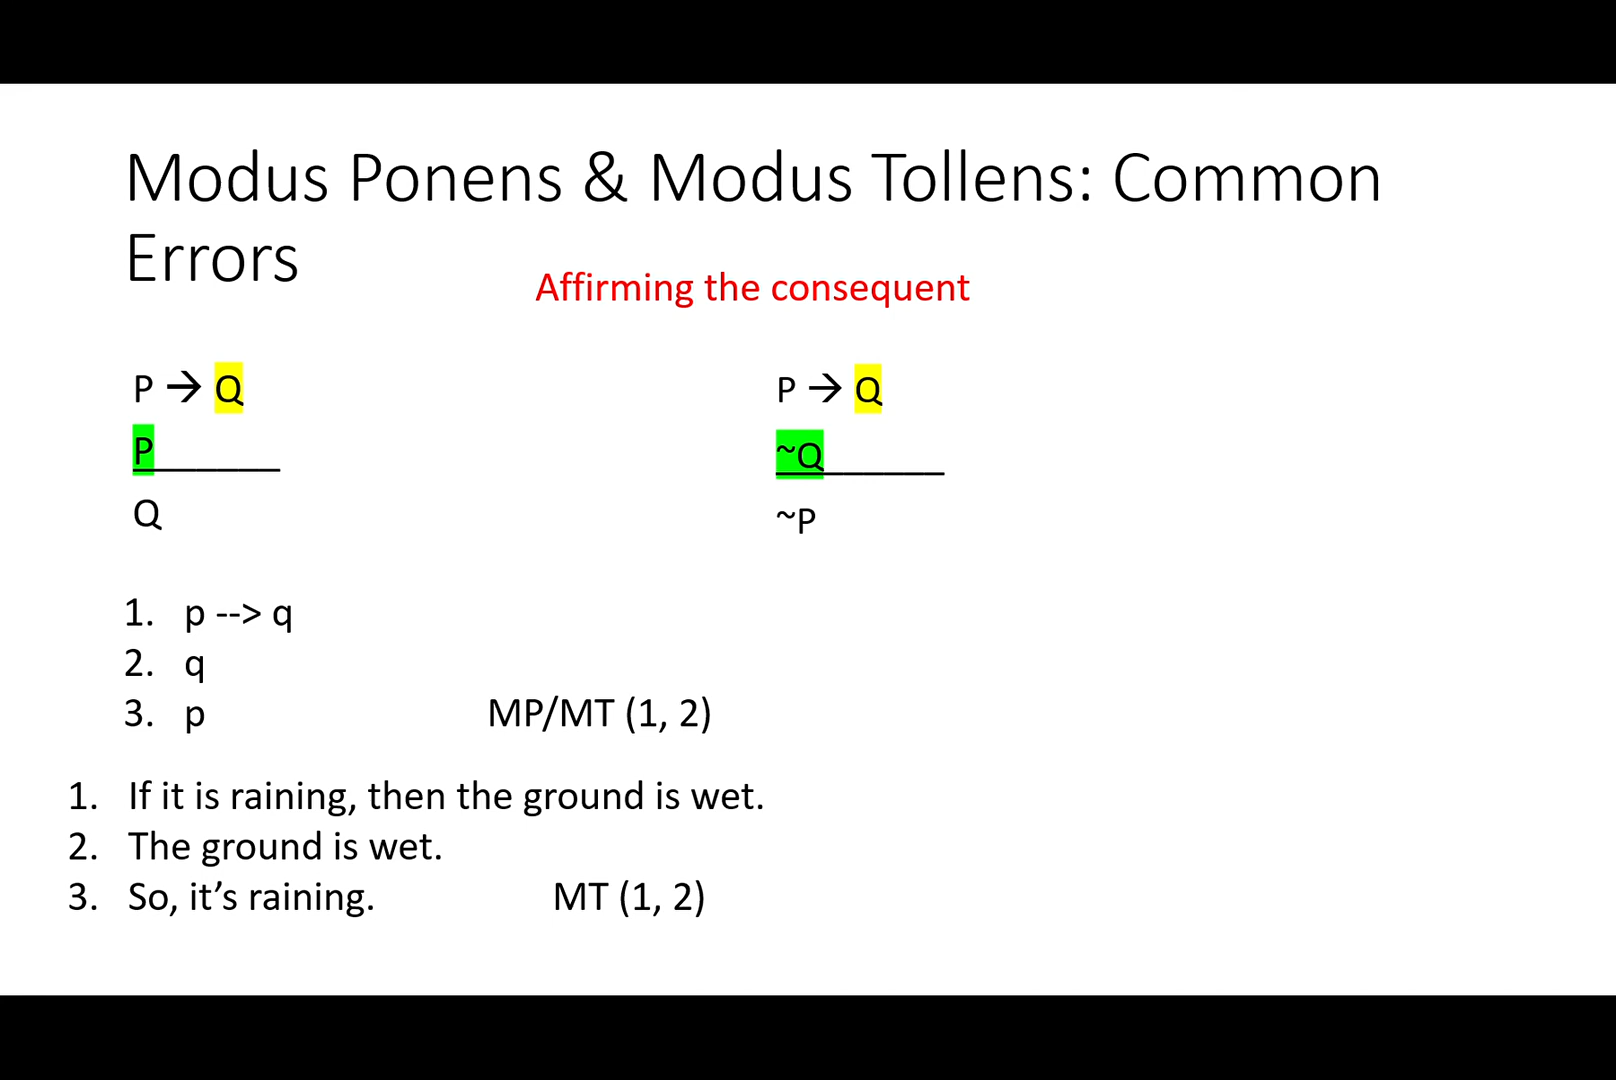 Modus Ponens & Modus Tollens: Common
Errors
Affirming the consequent
P → Q
P
Q
P → Q
~Q
~P
1. p --> q
2. q
3. p MP/MT (1, 2)
1. If it is raining, then the ground is wet.
2. The ground is wet.
3. So, it’s raining. MT (1, 2)